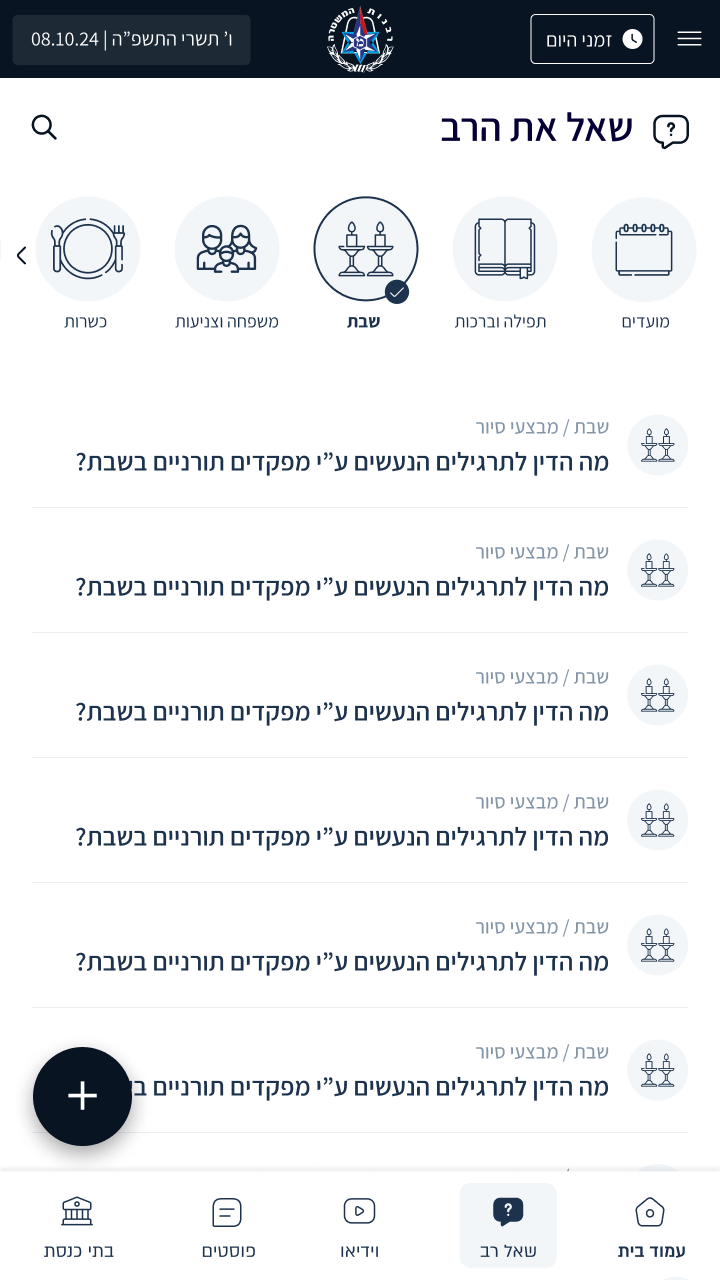 זמני היום
רבנות המשטרה
ו' תשרי התשפ"ה | 08.10.24
שאל את הרב
מועדים
תפילה וברכות
שבת
משפחה וצניעות
כשרות
שבת / מבצעי סיור
מה הדין לתרגילים הנעשים ע"י מפקדים תורניים בשבת?
שבת / מבצעי סיור
מה הדין לתרגילים הנעשים ע"י מפקדים תורניים בשבת?
שבת / מבצעי סיור
מה הדין לתרגילים הנעשים ע"י מפקדים תורניים בשבת?
שבת / מבצעי סיור
מה הדין לתרגילים הנעשים ע"י מפקדים תורניים בשבת?
שבת / מבצעי סיור
מה הדין לתרגילים הנעשים ע"י מפקדים תורניים בשבת?
שבת / מבצעי סיור
מה הדין לתרגילים הנעשים ע"י מפקדים תורניים
עמוד בית
שאל רב
וידיאו
פוסטים
בתי כנסת